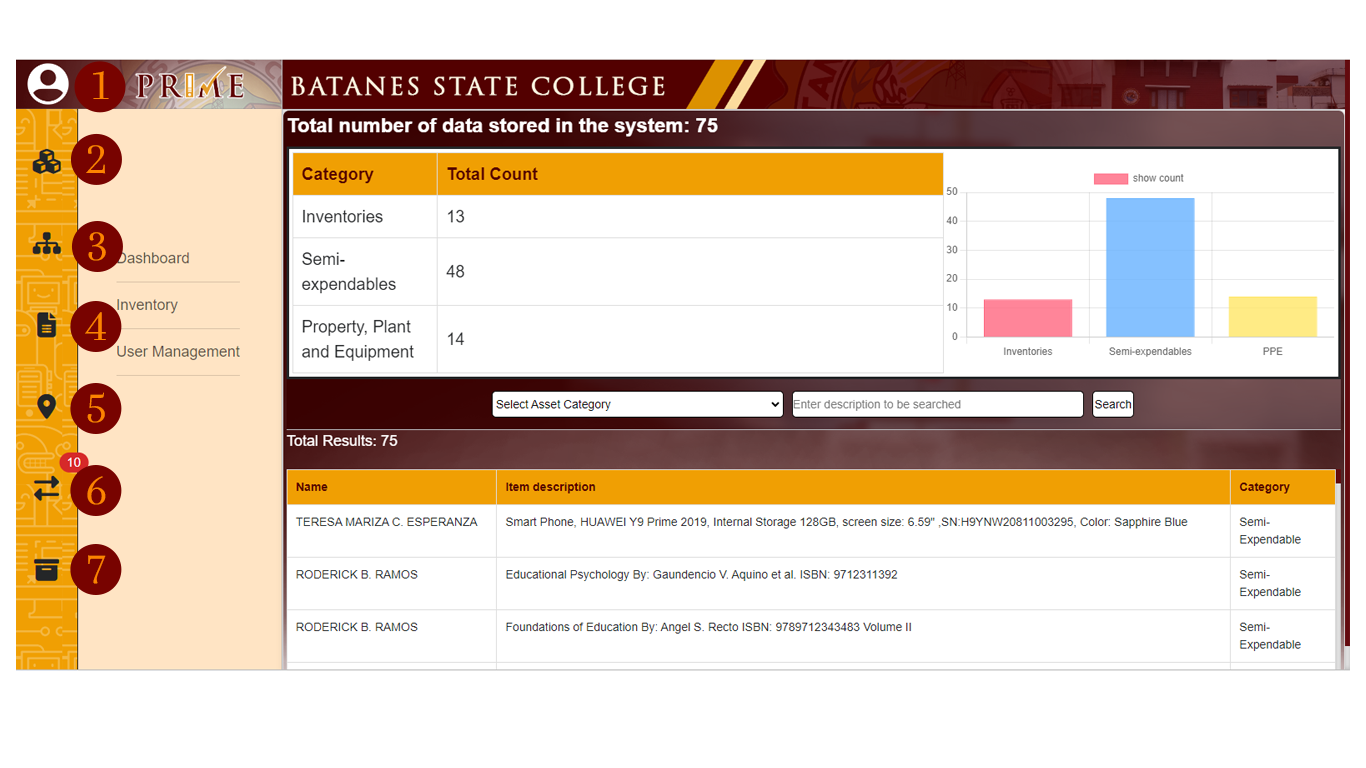 1
PRIME
BATANES STATE COLLEGE
Total number of data stored in the system: 75
2
3
4
5
10
6
7
Dashboard
Inventory
User Management
Category Total Count
Inventories 13
Semi-
expendables 48
Property, Plant
and Equipment 14
show count
50
40
30
20
10
0
Inventories Semi-expendables PPE
Select Asset Category Enter description to be searched Search
Total Results: 75
Name Item description Category
TERESA MARIZA C. ESPERANZA Smart Phone, HUAWEI Y9 Prime 2019, Internal Storage 128GB, screen size: 6.59" ,SN:H9YNW20811003295, Color: Sapphire Blue Semi-
Expendable
RODERICK B. RAMOS Educational Psychology By: Gaundencio V. Aquino et al. ISBN: 9712311392 Semi-
Expendable
RODERICK B. RAMOS Foundations of Education By: Angel S. Recto ISBN: 9789712343483 Volume II Semi-
Expendable